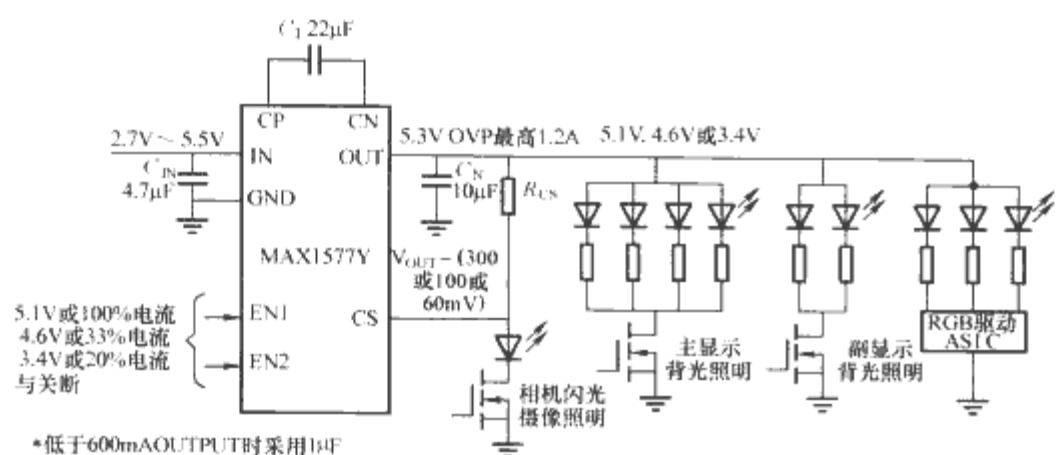 C₁ 22μF
CP
CN
2.7V～5.5V
IN
OUT
5.3V OVP最高1.2A
5.1V, 4.6V或3.4V
C_IN
4.7μF
GND
C_N
10μF
R_CS
MAX1577Y
V_OUT－(300
或100或
60mV)
5.1V或100%电流
4.6V或33%电流
3.4V或20%电流
与关断
EN1
EN2
CS
相机闪光
摄像照明
主显示
背光照明
副显示
背光照明
RGB驱动
ASIC
*低于600mAOUTPUT时采用1μF